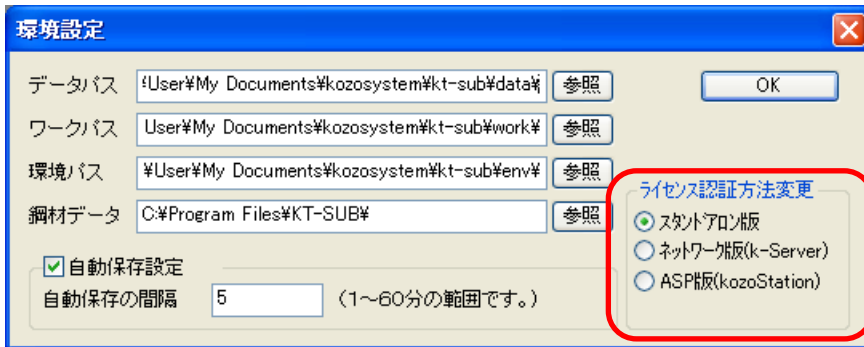 環境設定
データパス ¥User¥My Documents¥kozosystem¥kt-sub¥data¥ 参照 OK
ワークパス User¥My Documents¥kozosystem¥kt-sub¥work¥ 参照
環境パス ¥User¥My Documents¥kozosystem¥kt-sub¥env¥ 参照
鋼材データ C:¥Program Files¥KT-SUB¥ 参照
ライセンス認証方法変更
スタンドアロン版
ネットワーク版(k-Server)
ASP版(kozoStation)
自動保存設定
自動保存の間隔 5 (1～60分の範囲です。)